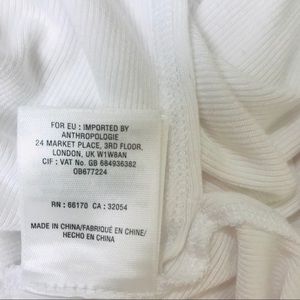 FOR EU : IMPORTED BY
ANTHROPOLOGIE
24 MARKET PLACE, 3RD FLOOR,
LONDON, UK W1W8AN
CIF : VAT No. GB 684936382
OB677224
RN : 66170 CA : 32054
MADE IN CHINA/FABRIQUÉ EN CHINE/
HECHO EN CHINA